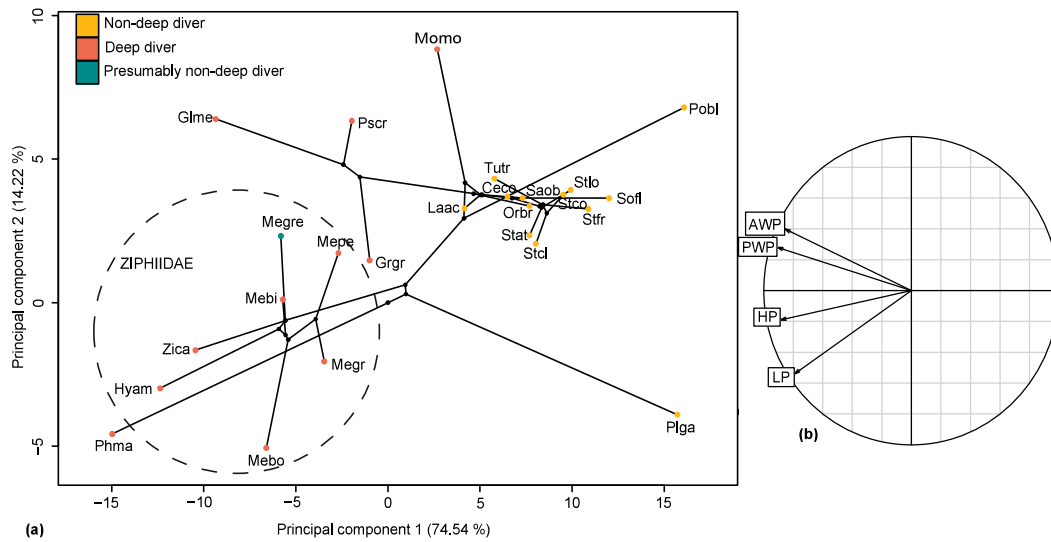 Non-deep diver
Deep diver
Presumably non-deep diver
Principal component 2 (14.22 %)
10
5
0
−5
Momo
Glme
Pscr
Pobl
Tutr
Ceco
Saob
Stlo
Sofl
Laac
Orbr
Stco
Stfr
Stat
Stcl
Megre
Mepe
Grgr
ZIPHIIDAE
Mebi
Zica
Megr
Hyam
Phma
Mebo
Plga
−15
−10
−5
0
5
10
15
Principal component 1 (74.54 %)
(a)
AWP
PWP
HP
LP
(b)